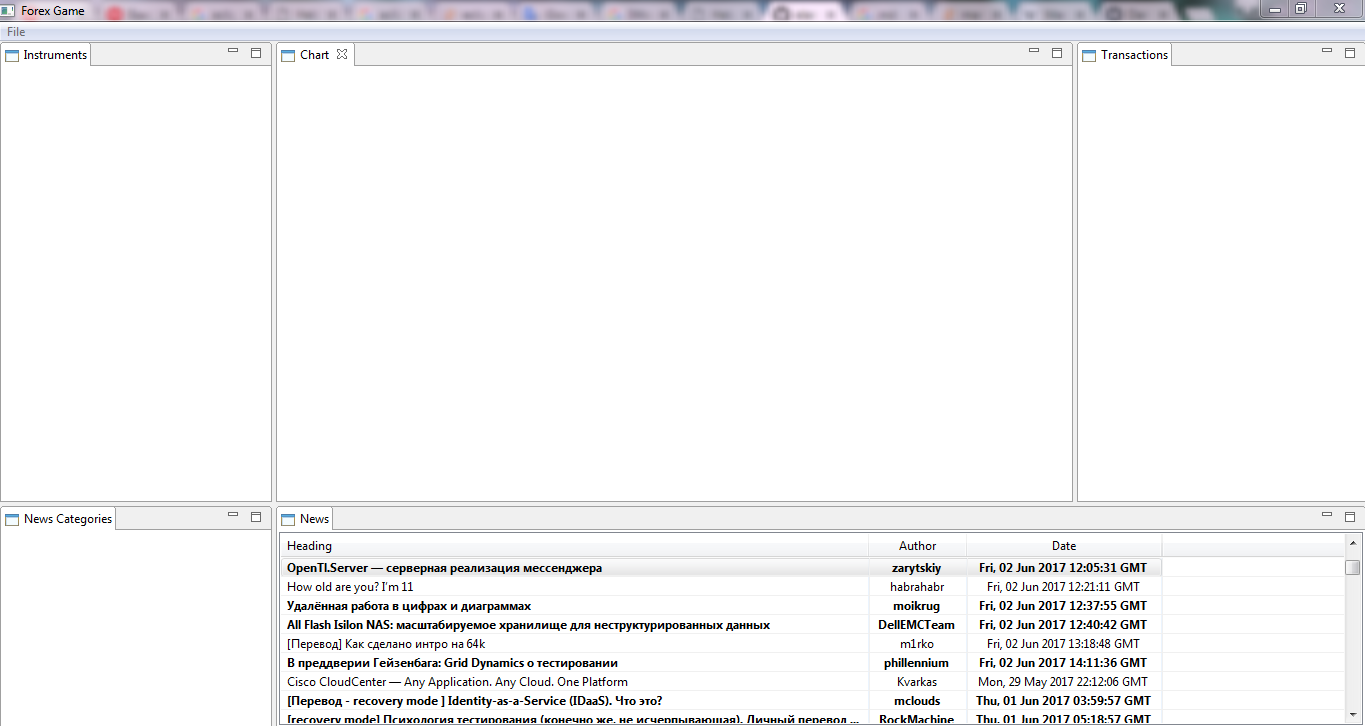 Forex Game
File
Instruments
Chart
Transactions
News Categories
News
Heading Author Date
OpenTI.Server — серверная реализация мессенджера zarytskiy Fri, 02 Jun 2017 12:05:31 GMT
How old are you? I’m 11 habrahabr Fri, 02 Jun 2017 12:21:11 GMT
Удалённая работа в цифрах и диаграммах moikrug Fri, 02 Jun 2017 12:37:55 GMT
All Flash Isilon NAS: масштабируемое хранилище для неструктурированных данных DellEMCTeam Fri, 02 Jun 2017 12:40:42 GMT
[Перевод] Как сделано интро на 64k m1rko Fri, 02 Jun 2017 13:18:48 GMT
В преддверии Гейзенбага: Grid Dynamics о тестировании phillennium Fri, 02 Jun 2017 14:11:36 GMT
Cisco CloudCenter — Any Application. Any Cloud. One Platform Kvarkas Mon, 29 May 2017 22:12:06 GMT
[Перевод - recovery mode ] Identity-as-a-Service (IDaaS). Что это? mclouds Thu, 01 Jun 2017 03:59:57 GMT
[recovery mode] Психология тестирования (конечно же, не исчерпывающая). Личный перевод ... RockMachine Thu, 01 Jun 2017 05:18:57 GMT